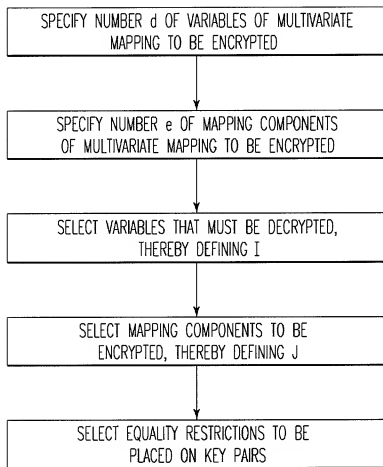 SPECIFY NUMBER d OF VARIABLES OF MULTIVARIATE
MAPPING TO BE ENCRYPTED
SPECIFY NUMBER e OF MAPPING COMPONENTS
OF MULTIVARIATE MAPPING TO BE ENCRYPTED
SELECT VARIABLES THAT MUST BE DECRYPTED,
THEREBY DEFINING I
SELECT MAPPING COMPONENTS TO BE
ENCRYPTED, THEREBY DEFINING J
SELECT EQUALITY RESTRICTIONS TO BE
PLACED ON KEY PAIRS